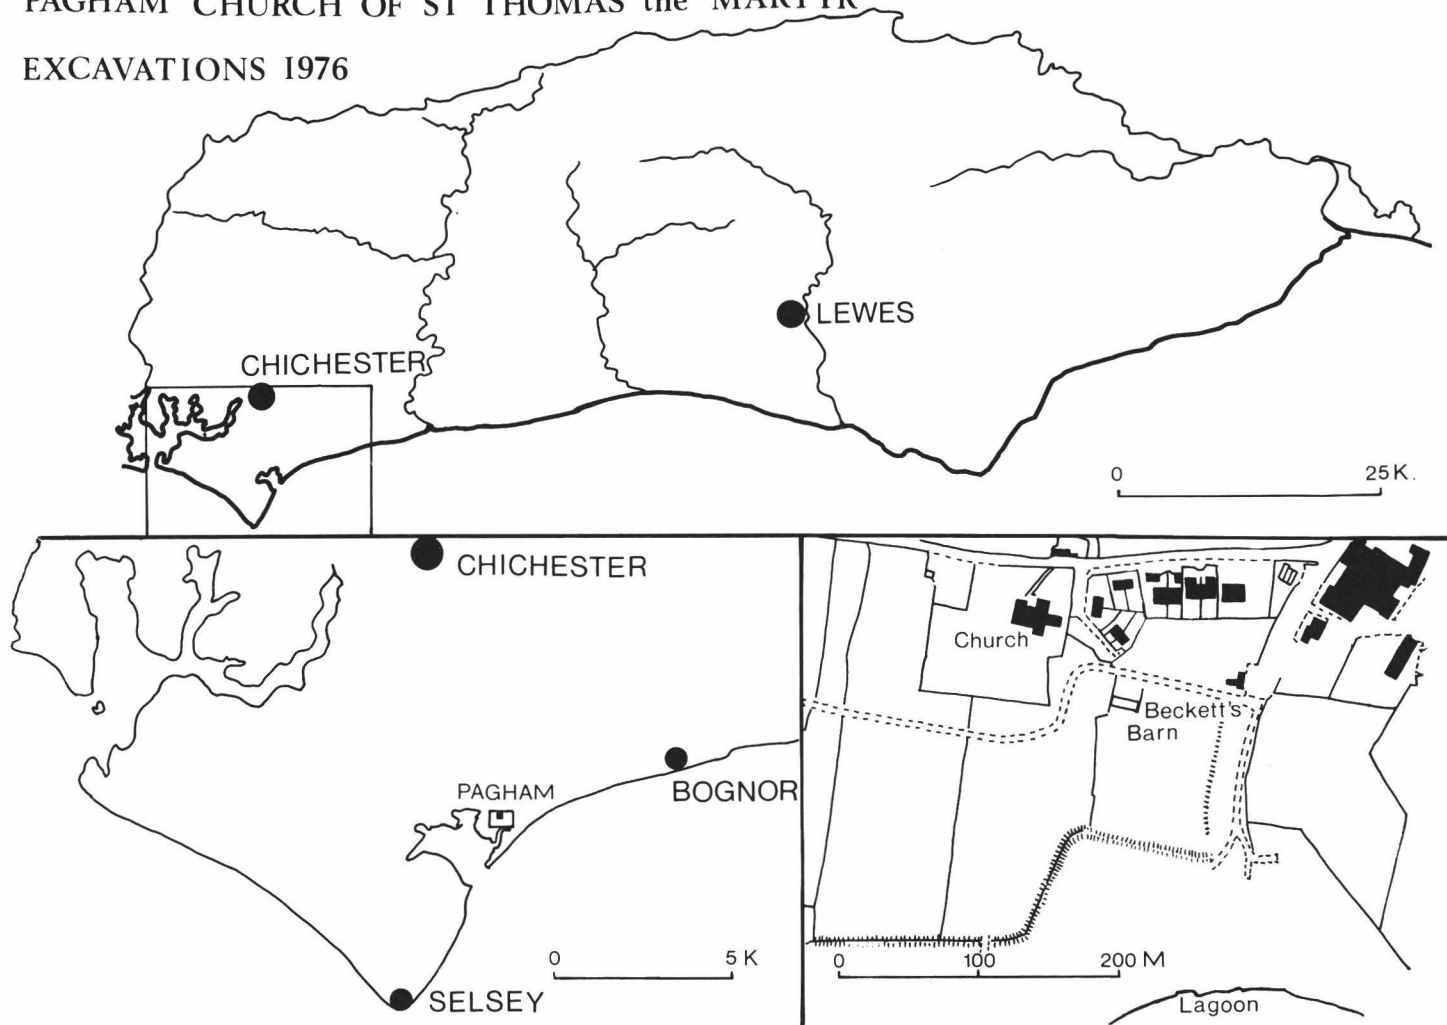 PAGHAM CHURCH OF ST THOMAS the MARTYR
EXCAVATIONS 1976
LEWES
CHICHESTER
0 25K.
CHICHESTER
PAGHAM
BOGNOR
0 5 K
SELSEY
Church
Beckett's
Barn
0 100 200 M
Lagoon